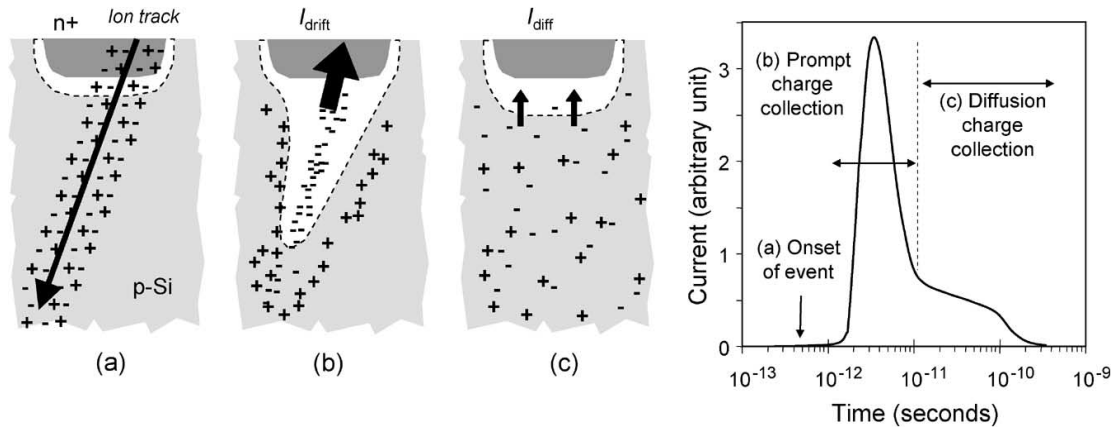 n+
Ion track
p-Si
(a)
Idrift
(b)
Idiff
(c)
Current (arbitrary unit)
3
2
1
0
(b) Prompt
charge
collection
(c) Diffusion
charge
collection
(a) Onset
of event
10-13
10-12
10-11
10-10
10-9
Time (seconds)